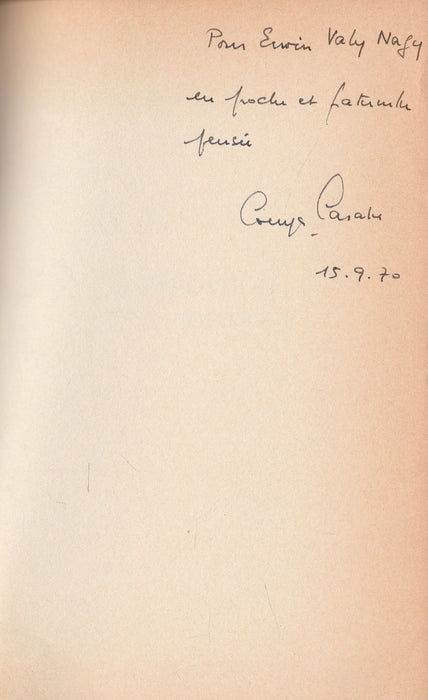 Pour Erwin Valy Nagy
en proche et fraternelle
pensée
15.9.70